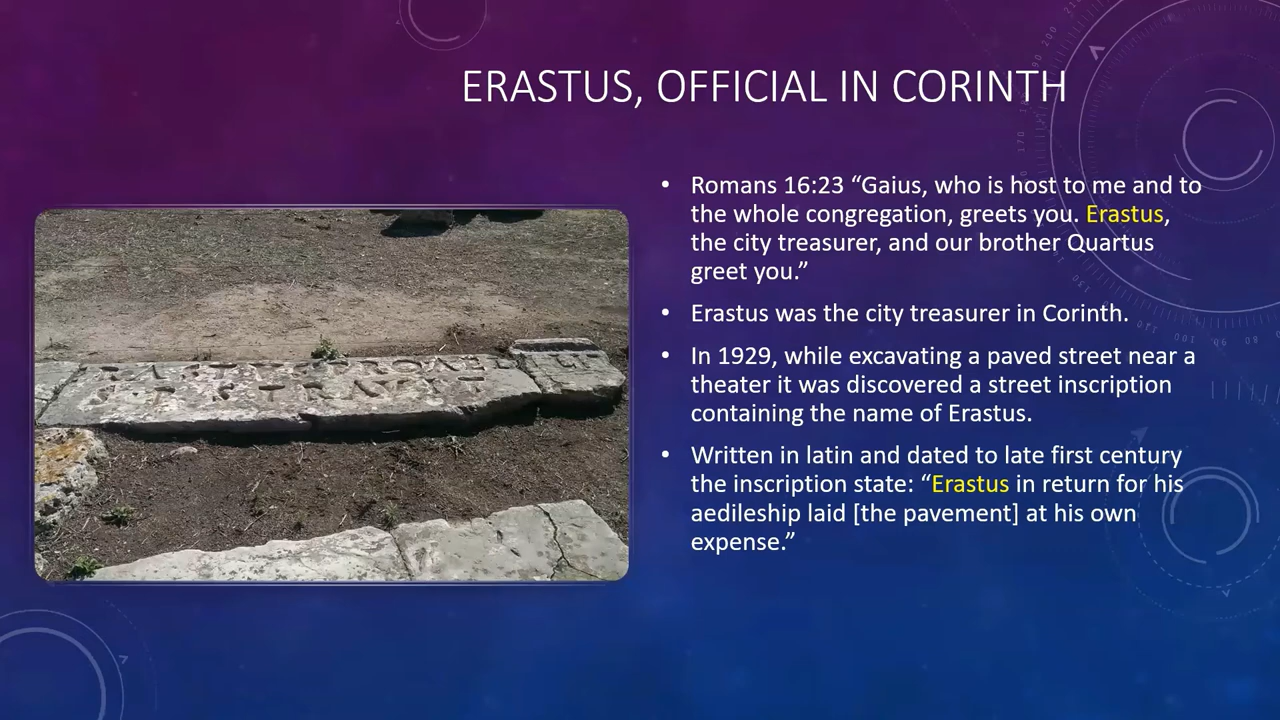 ERASTUS, OFFICIAL IN CORINTH
• Romans 16:23 “Gaius, who is host to me and to
the whole congregation, greets you. Erastus,
the city treasurer, and our brother Quartus
greet you.”
• Erastus was the city treasurer in Corinth.
• In 1929, while excavating a paved street near a
theater it was discovered a street inscription
containing the name of Erastus.
• Written in latin and dated to late first century
the inscription state: “Erastus in return for his
aedileship laid [the pavement] at his own
expense.”